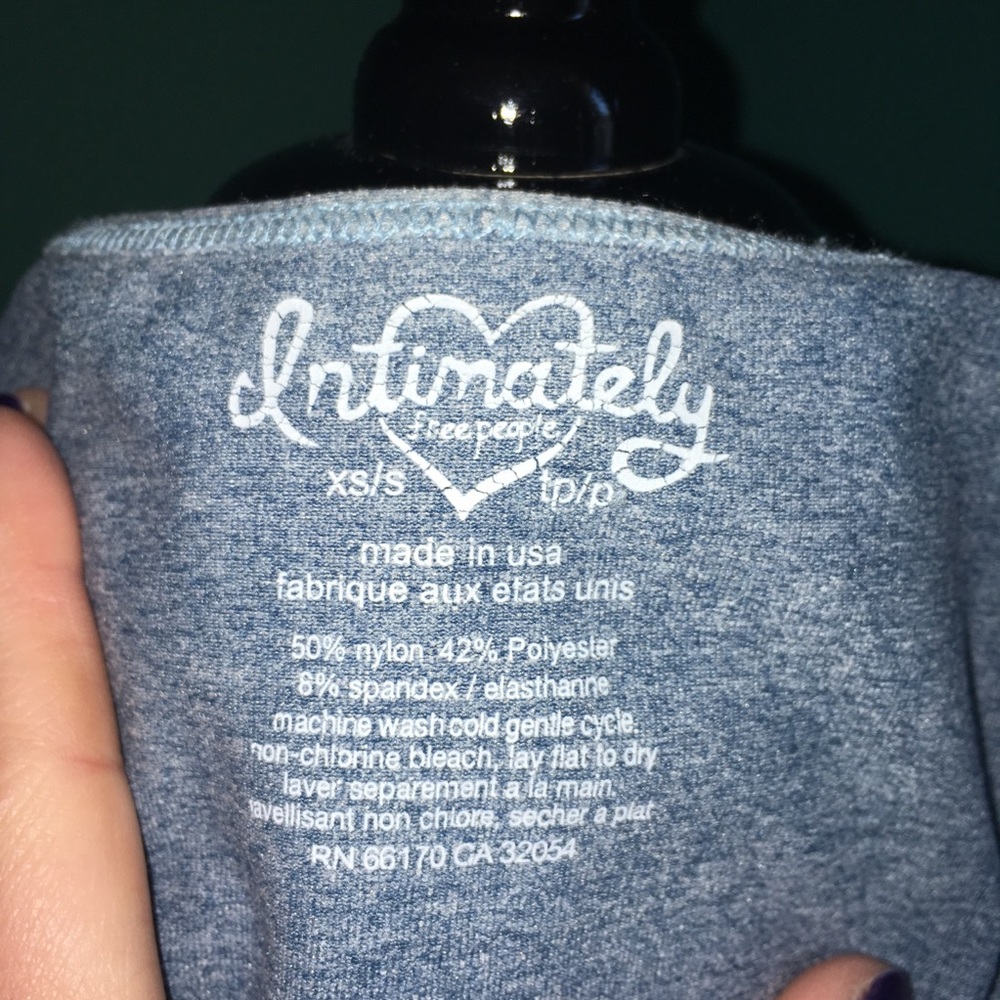 Intimately
free people
xs/s tp/p
made in usa
fabrique aux etats unis
50% nylon 42% Polyester
8% spandex / elasthanne
machine wash cold gentle cycle.
non-chlorine bleach, lay flat to dry
laver separement a la main.
javellisant non chlore, secher a plat
RN 66170 CA 32054